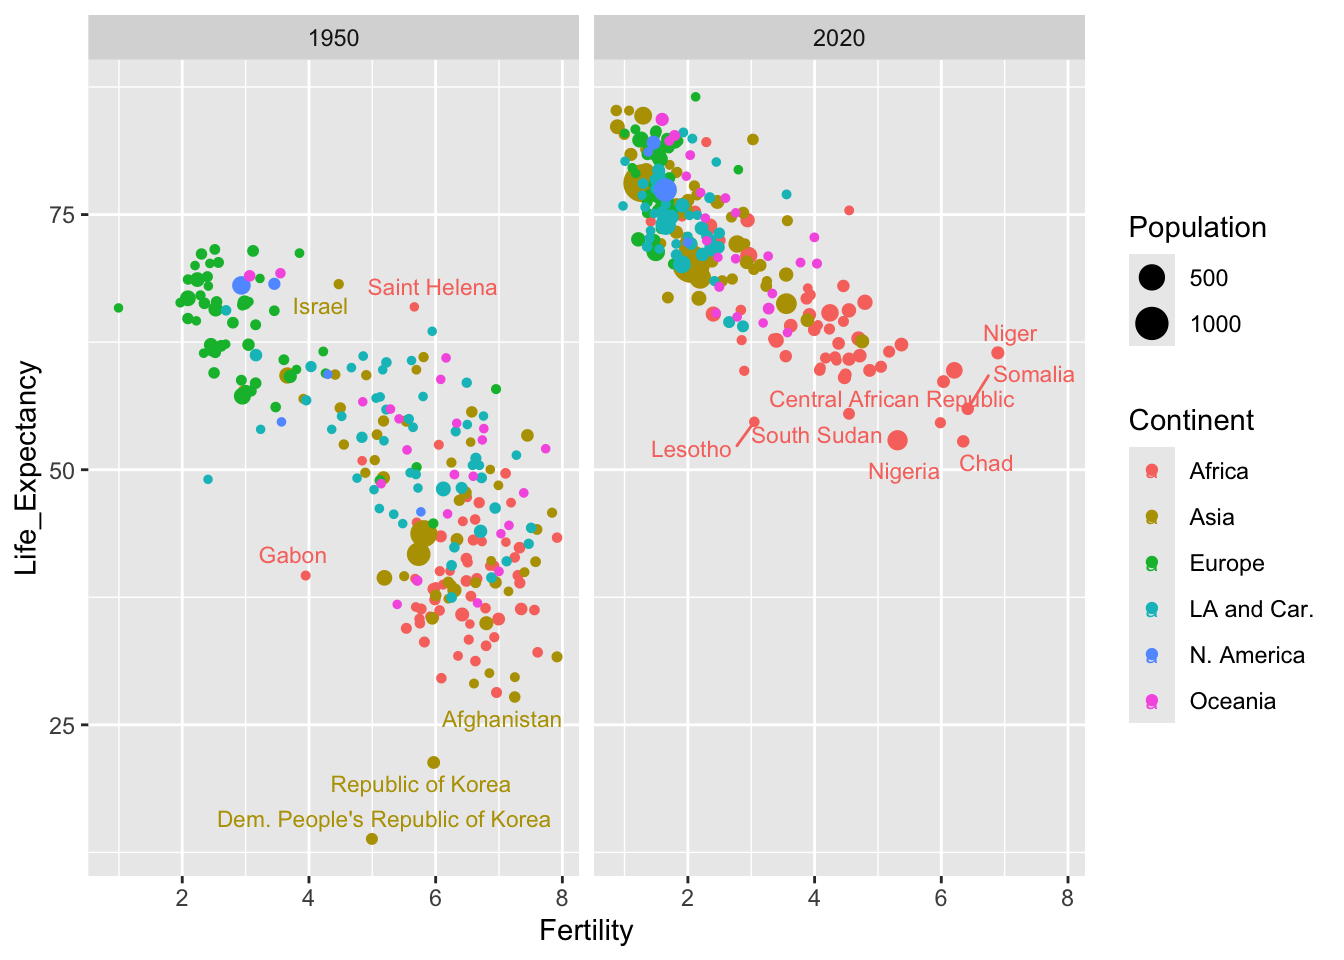 1950
2020
Israel
Saint Helena
Gabon
Afghanistan
Republic of Korea
Dem. People's Republic of Korea
Niger
Somalia
Central African Republic
South Sudan
Lesotho
Nigeria
Chad
75
50
25
2 4 6 8
2 4 6 8
Life_Expectancy
Fertility
Population
500
1000
Continent
a Africa
a Asia
a Europe
a LA and Car.
a N. America
a Oceania